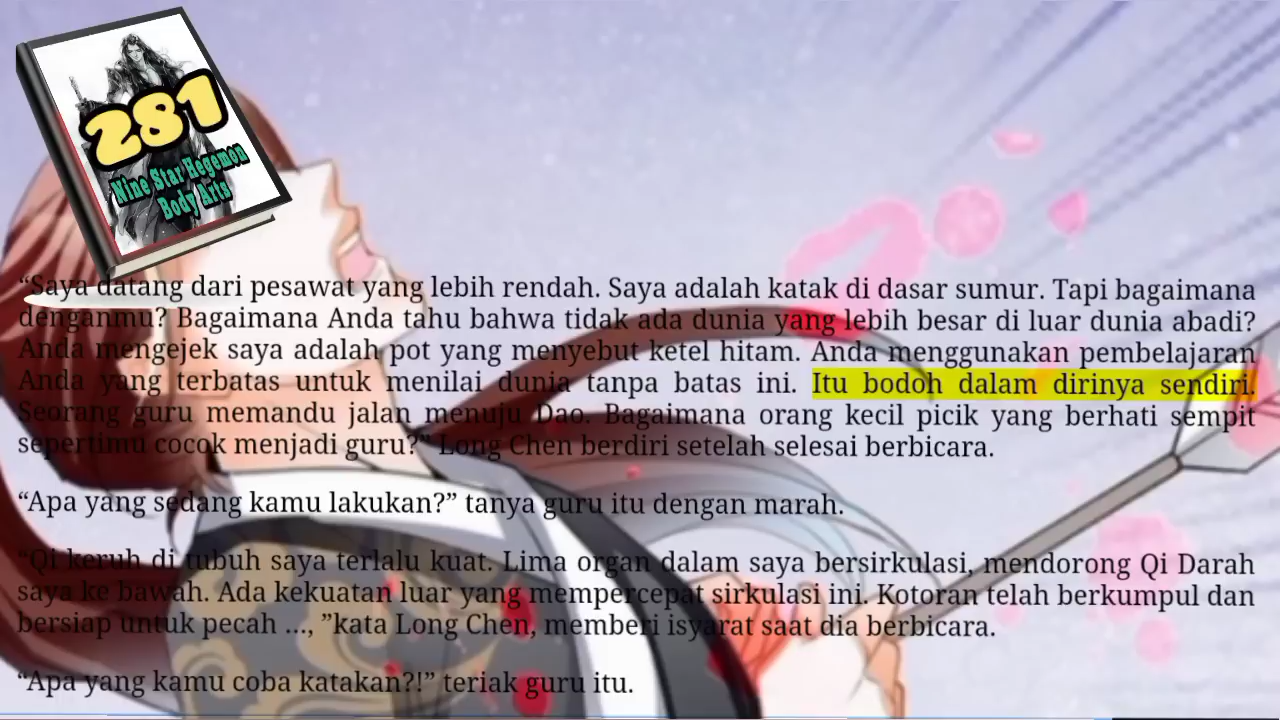 281
Nine Star Hegemon
Body Arts
“Saya datang dari pesawat yang lebih rendah. Saya adalah katak di dasar sumur. Tapi bagaimana
denganmu? Bagaimana Anda tahu bahwa tidak ada dunia yang lebih besar di luar dunia abadi?
Anda mengejek saya adalah pot yang menyebut ketel hitam. Anda menggunakan pembelajaran
Anda yang terbatas untuk menilai dunia tanpa batas ini. Itu bodoh dalam dirinya sendiri.
Seorang guru memandu jalan menuju Dao. Bagaimana orang kecil picik yang berhati sempit
sepertimu cocok menjadi guru?” Long Chen berdiri setelah selesai berbicara.
“Apa yang sedang kamu lakukan?” tanya guru itu dengan marah.
“Qi keruh di tubuh saya terlalu kuat. Lima organ dalam saya bersirkulasi, mendorong Qi Darah
saya ke bawah. Ada kekuatan luar yang mempercepat sirkulasi ini. Kotoran telah berkumpul dan
bersiap untuk pecah ..., ”kata Long Chen, memberi isyarat saat dia berbicara.
“Apa yang kamu coba katakan?!” teriak guru itu.